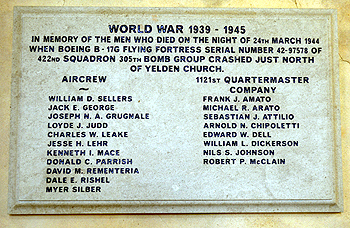 WORLD WAR 1939 - 1945
IN MEMORY OF THE MEN WHO DIED ON THE NIGHT OF 24TH MARCH 1944
WHEN BOEING B-17G FLYING FORTRESS SERIAL NUMBER 42-97578 OF
422ND SQUADRON 305TH BOMB GROUP CRASHED JUST NORTH
OF YELDEN CHURCH.
AIRCREW
~
WILLIAM D. SELLERS
JACK E. GEORGE
JOSEPH N. A. GRUGNALE
LOYDE J. JUDD
CHARLES W. LEAKE
JESSE H. LEHR
KENNETH I. MACE
DONALD C. PARRISH
DAVID M. REMENTERIA
DALE E. RISHEL
MYER SILBER
1121ST QUARTERMASTER
COMPANY
FRANK J. AMATO
MICHAEL R. ARATO
SEBASTIAN J. ATTILIO
ARNOLD N. CHIPOLETTI
EDWARD W. DELL
WILLIAM L. DICKERSON
NILS S. JOHNSON
ROBERT P. McCLAIN